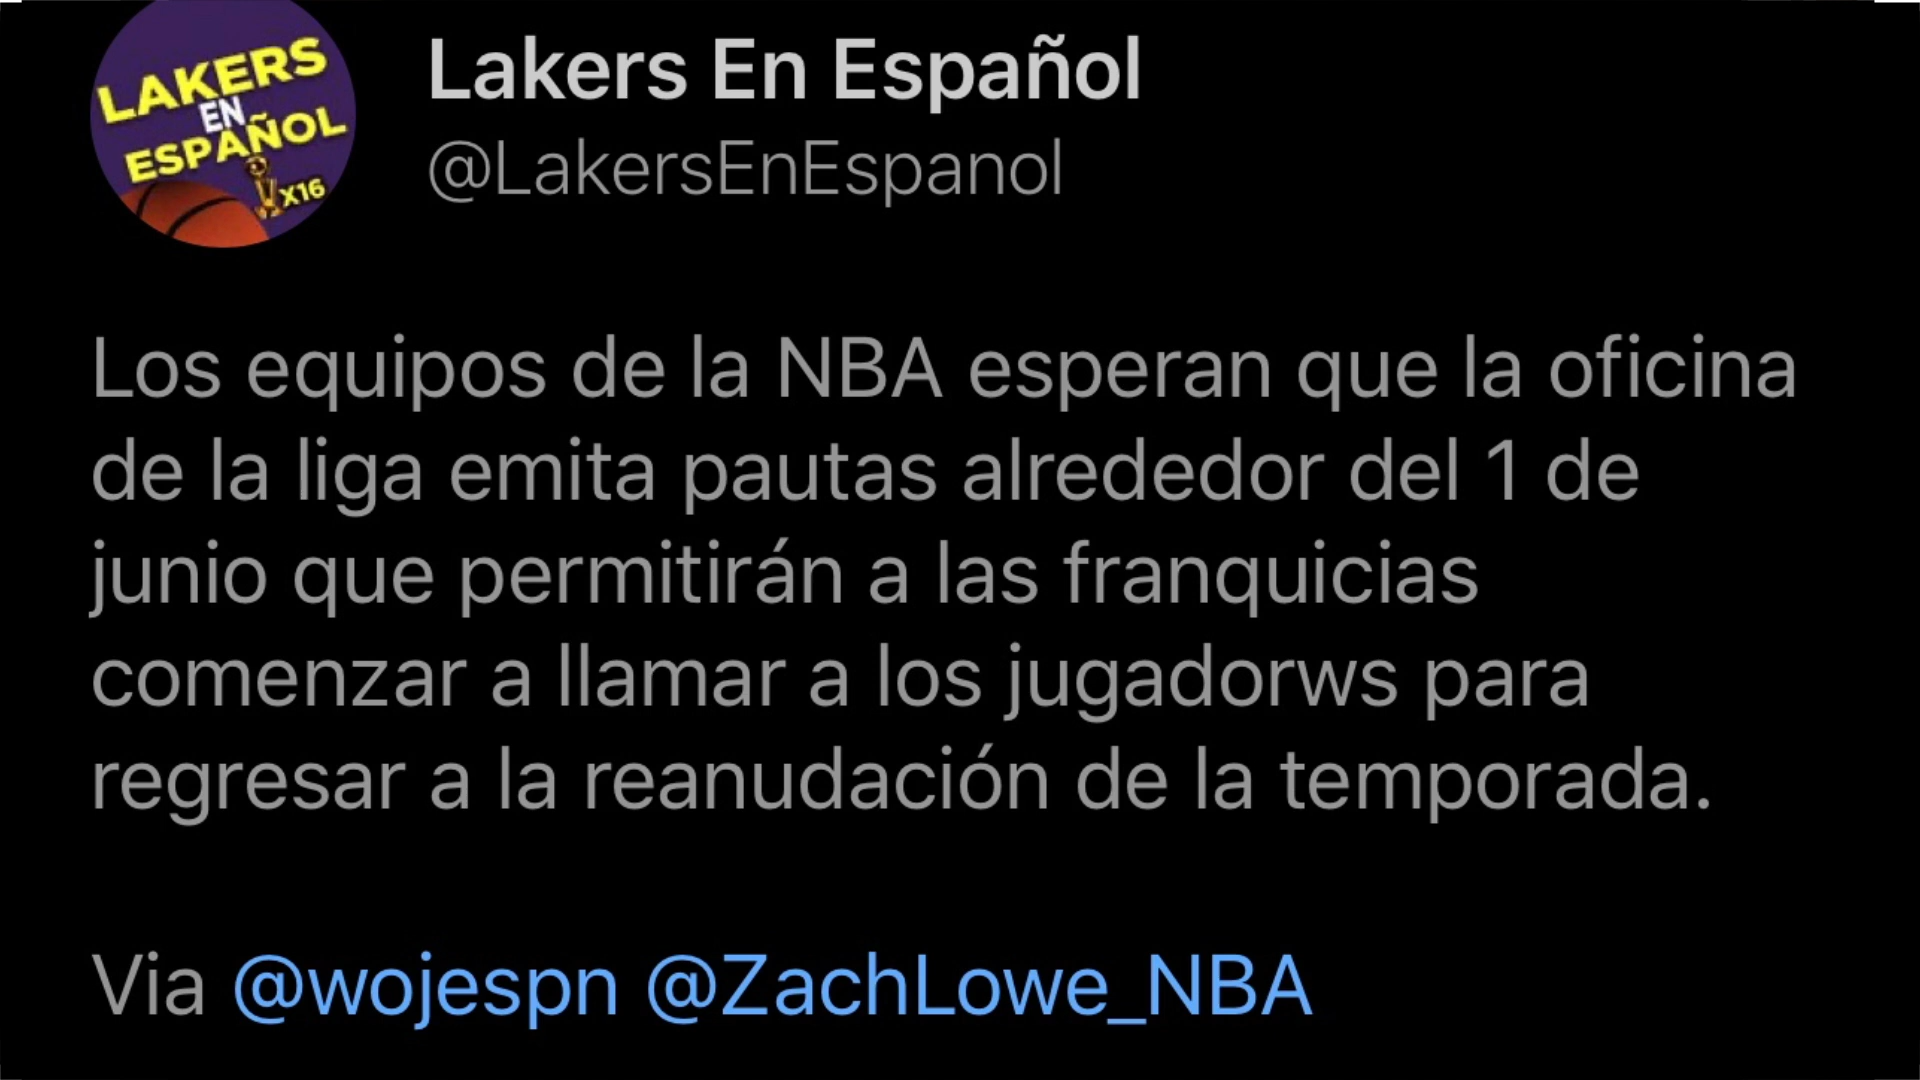 LAKERS
EN
ESPAÑOL
X16
Lakers En Español
@LakersEnEspanol
Los equipos de la NBA esperan que la oficina
de la liga emita pautas alrededor del 1 de
junio que permitirán a las franquicias
comenzar a llamar a los jugadorws para
regresar a la reanudación de la temporada.
Via @wojespn @ZachLowe_NBA